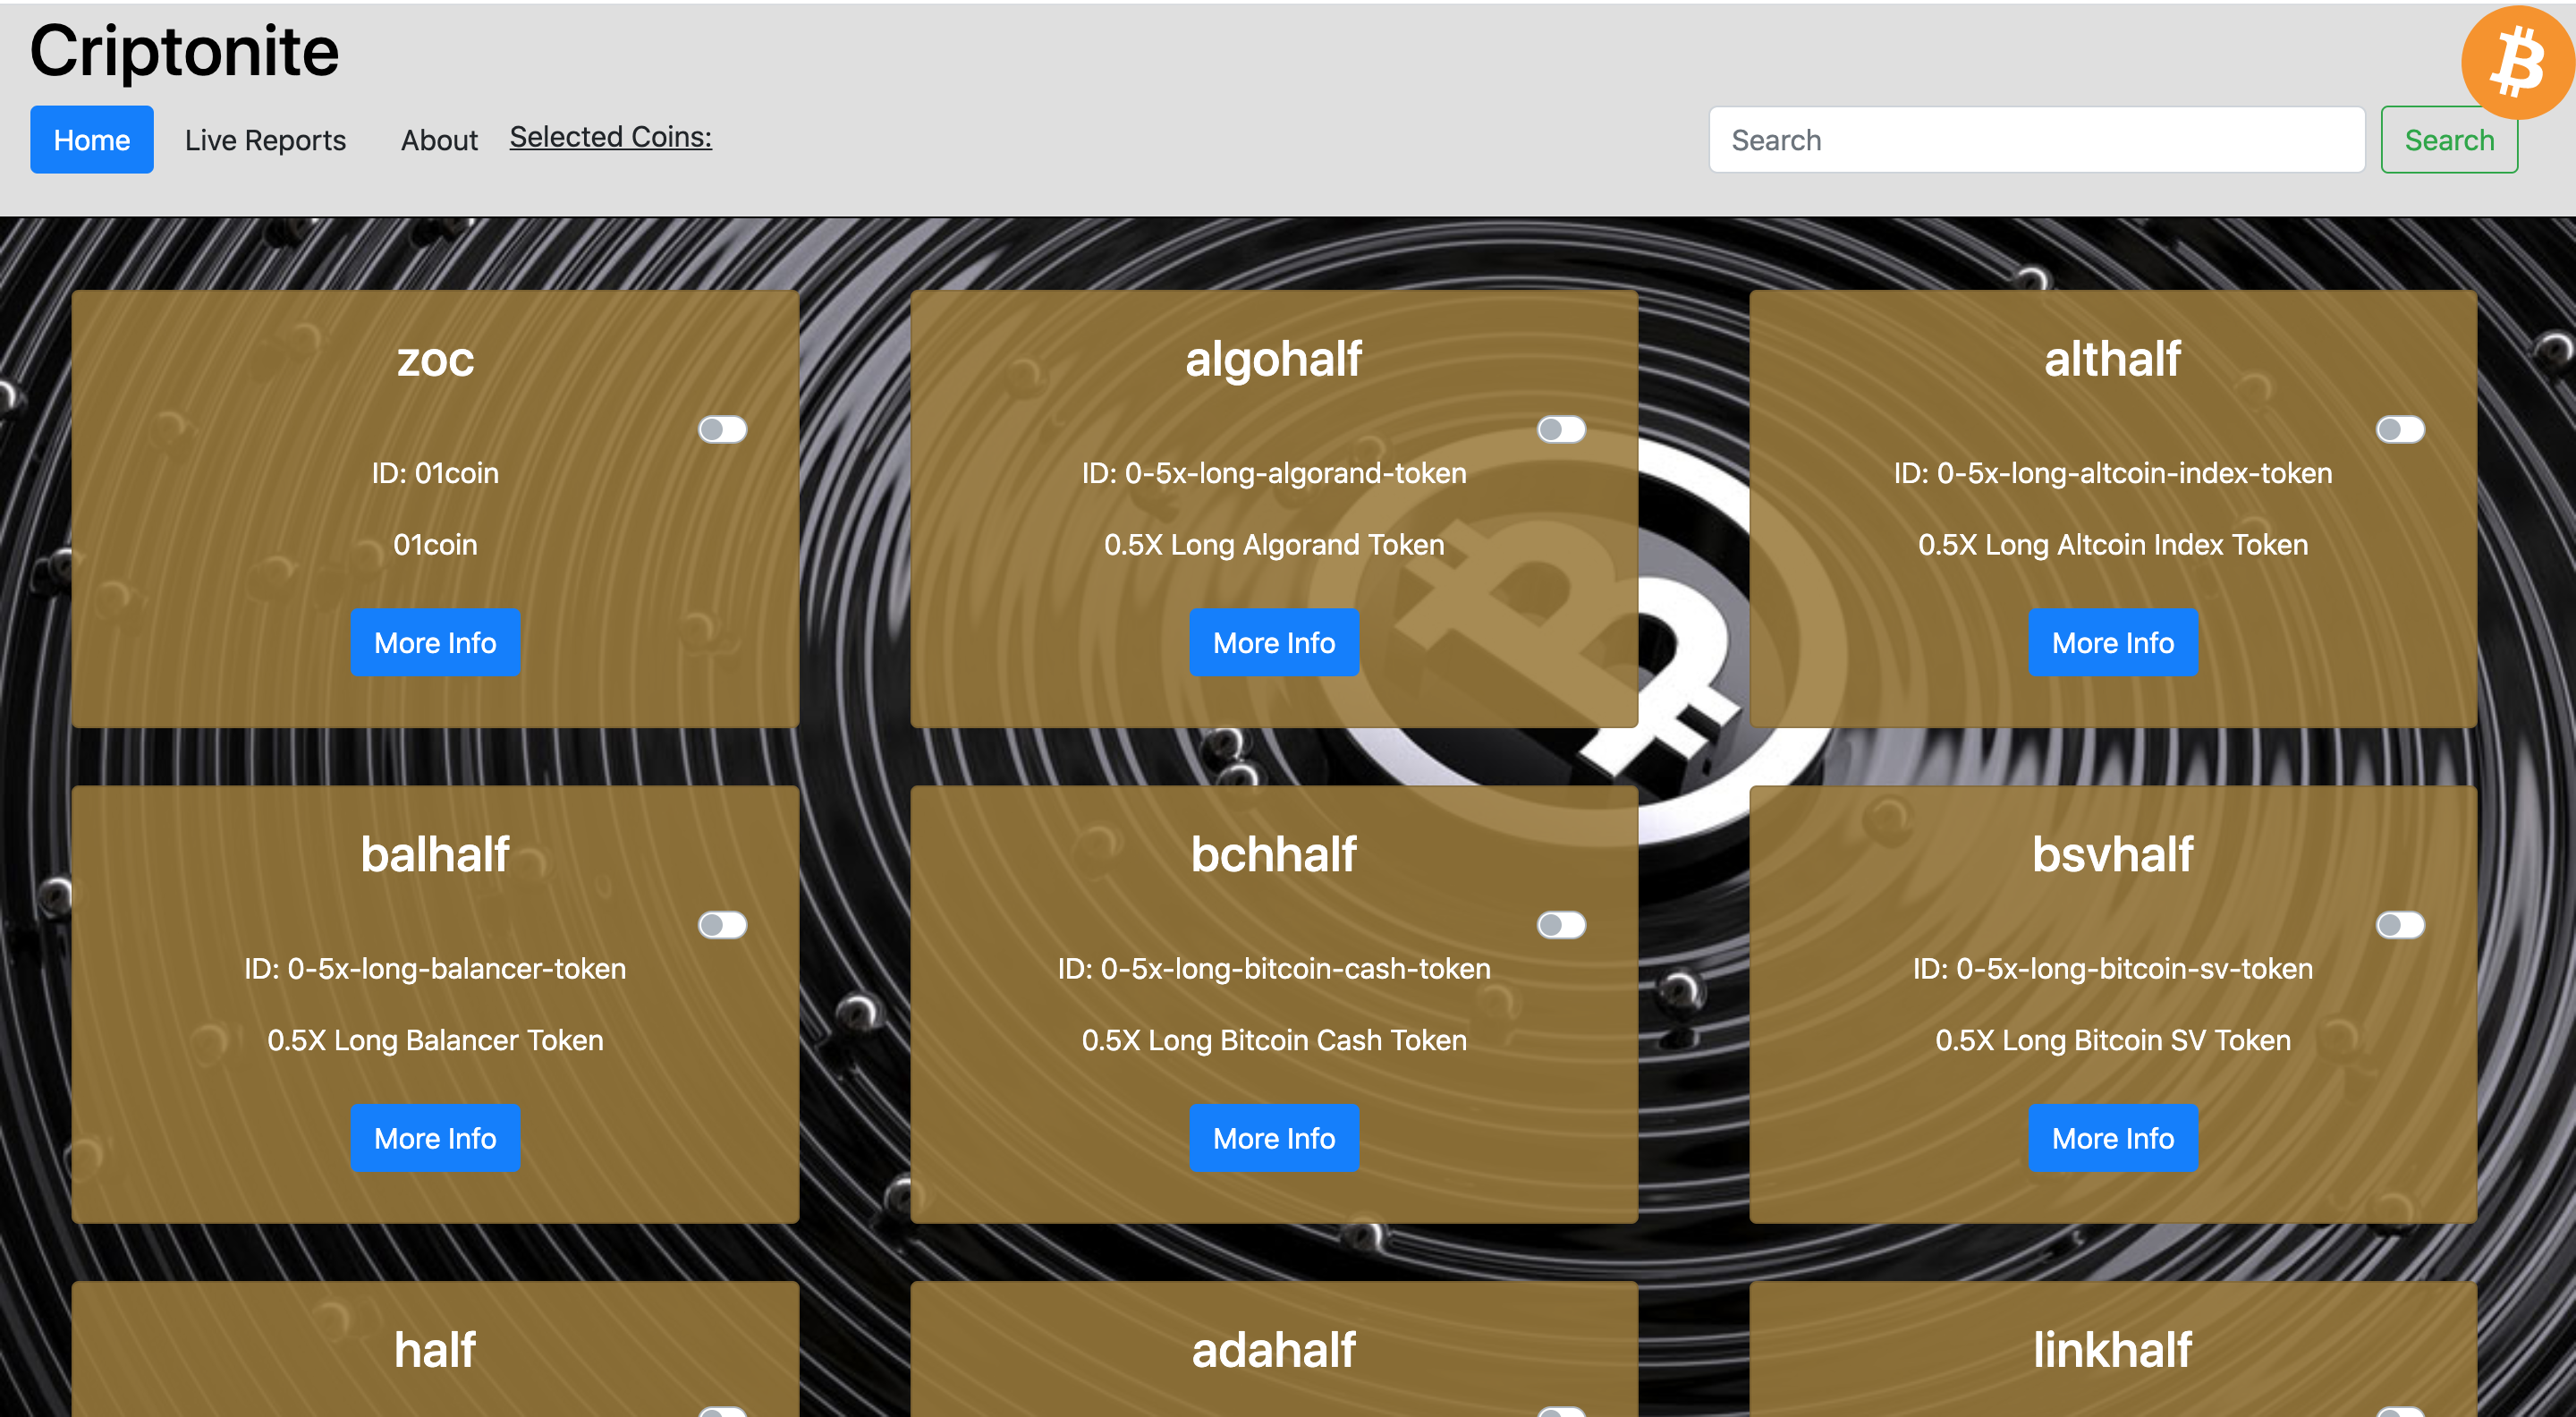 Criptonite
Home Live Reports About Selected Coins: Search Search
zoc
ID: 01coin
01coin
More Info
algohalf
ID: 0-5x-long-algorand-token
0.5X Long Algorand Token
More Info
althalf
ID: 0-5x-long-altcoin-index-token
0.5X Long Altcoin Index Token
More Info
balhalf
ID: 0-5x-long-balancer-token
0.5X Long Balancer Token
More Info
bchhalf
ID: 0-5x-long-bitcoin-cash-token
0.5X Long Bitcoin Cash Token
More Info
bsvhalf
ID: 0-5x-long-bitcoin-sv-token
0.5X Long Bitcoin SV Token
More Info
half
adahalf
linkhalf